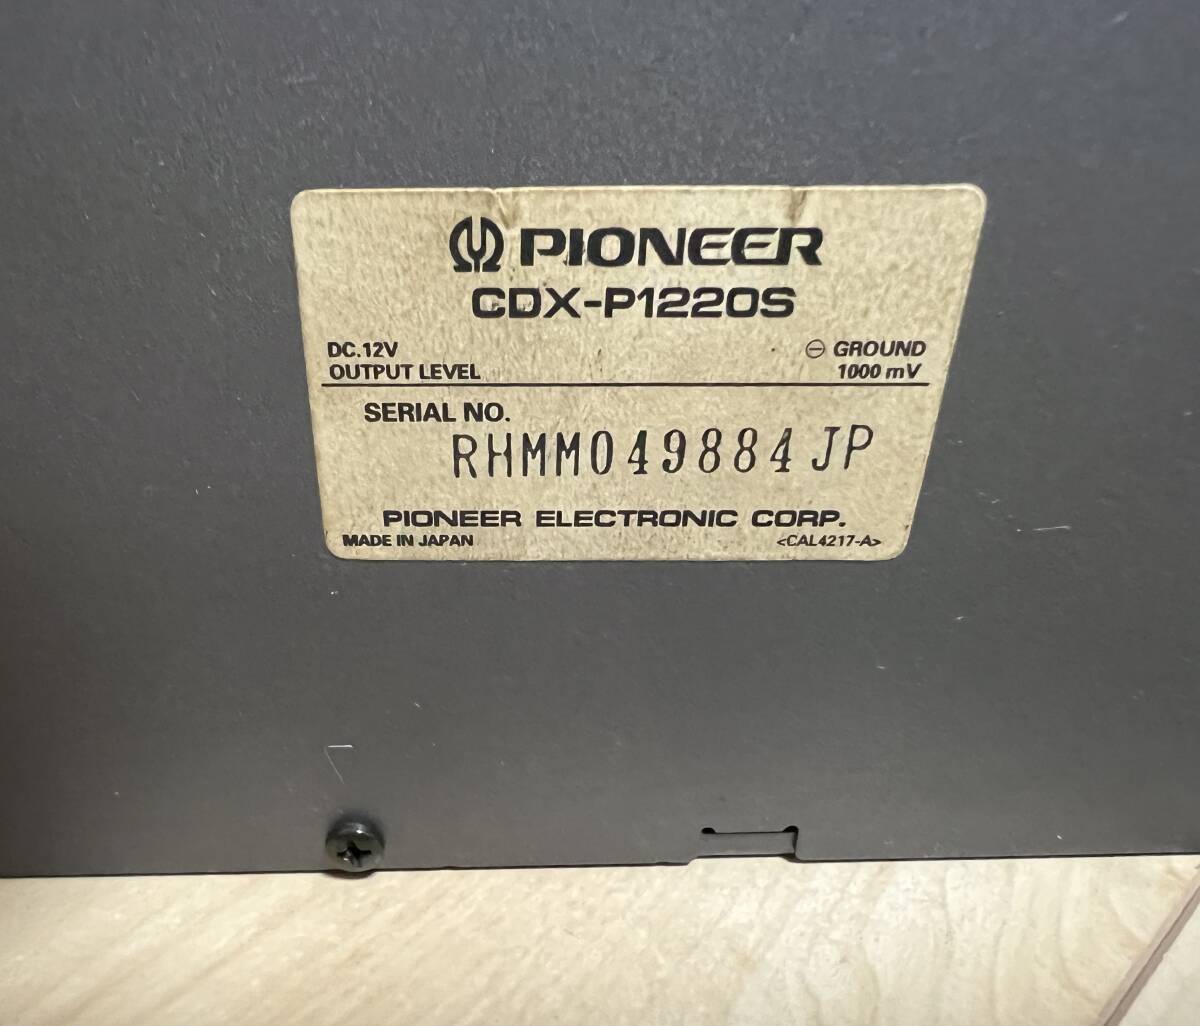 PIONEER
CDX-P1220S
DC.12V ⊖ GROUND
OUTPUT LEVEL 1000 mV
SERIAL NO.
RHMM049884JP
PIONEER ELECTRONIC CORP.
MADE IN JAPAN <CAL4217-A>